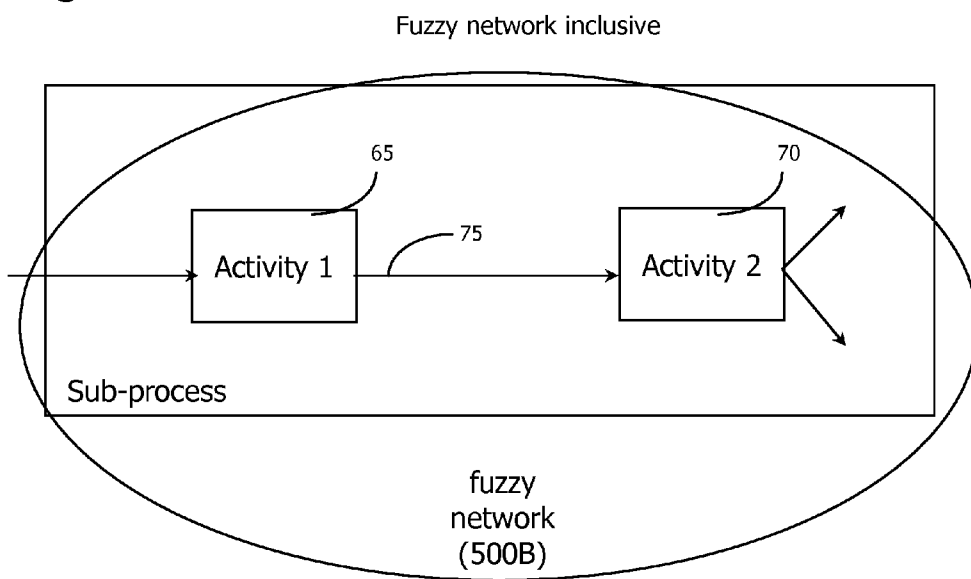 Fuzzy network inclusive
65
70
75
Activity 1
Activity 2
Sub-process
fuzzy
network
(500B)